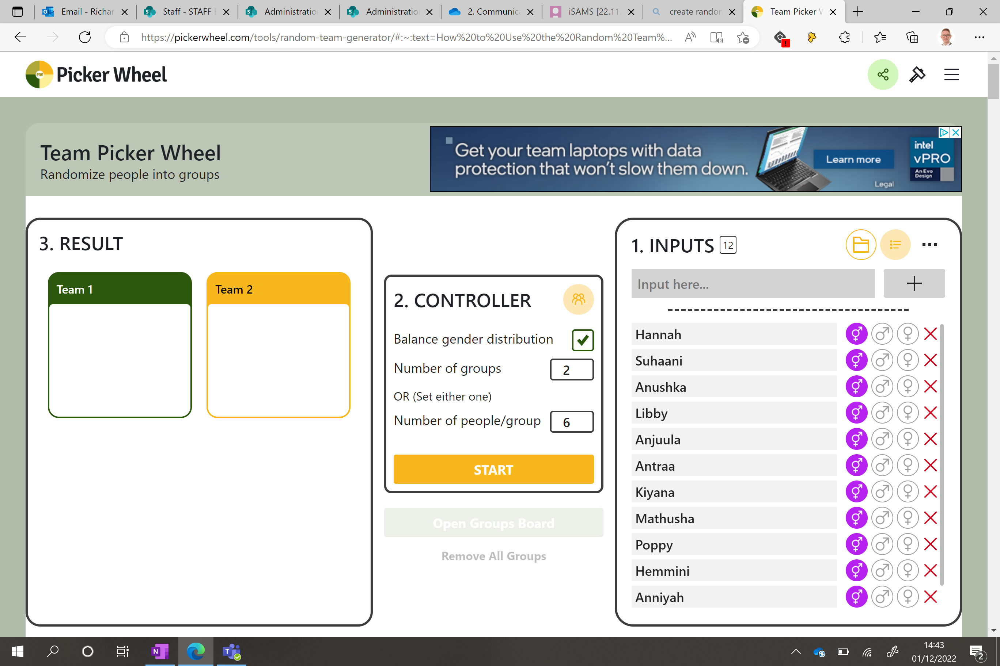 Email - Richar
Staff - STAFF
Administratio
Administratio
2. Communica
iSAMS [22.11.
create random
Team Picker W
https://pickerwheel.com/tools/random-team-generator/#:~:text=How%20to%20Use%20the%20Random%20Team%...
Picker Wheel
Team Picker Wheel
Randomize people into groups
Get your team laptops with data
protection that won't slow them down.
Learn more
Legal
intel
vPRO
An Evo
Design
3. RESULT
Team 1
Team 2
2. CONTROLLER
Balance gender distribution
Number of groups
2
OR (Set either one)
Number of people/group
6
START
Open Groups Board
Remove All Groups
1. INPUTS 12
Input here...
Hannah
Suhaani
Anushka
Libby
Anjuula
Antraa
Kiyana
Mathusha
Poppy
Hemmini
Anniyah
14:43
01/12/2022
2